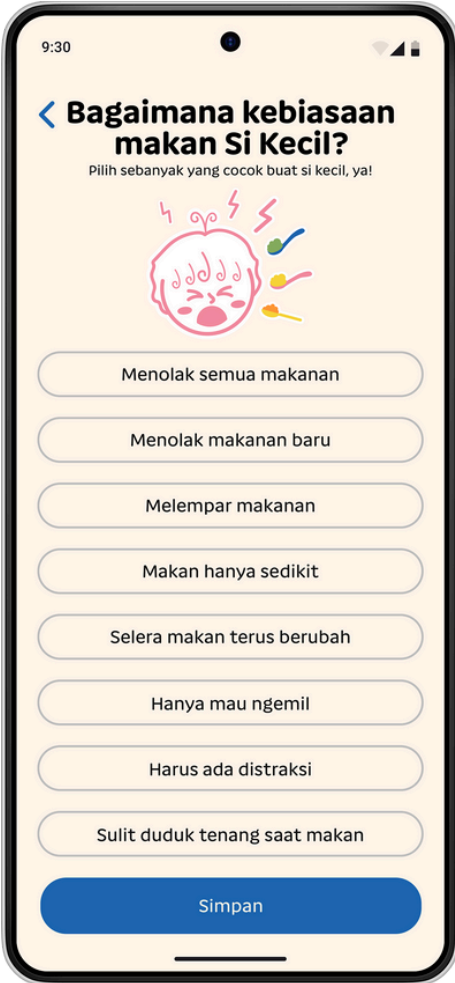 9:30
Bagaimana kebiasaan
makan Si Kecil?
Pilih sebanyak yang cocok buat si kecil, ya!
Menolak semua makanan
Menolak makanan baru
Melempar makanan
Makan hanya sedikit
Selera makan terus berubah
Hanya mau ngemil
Harus ada distraksi
Sulit duduk tenang saat makan
Simpan